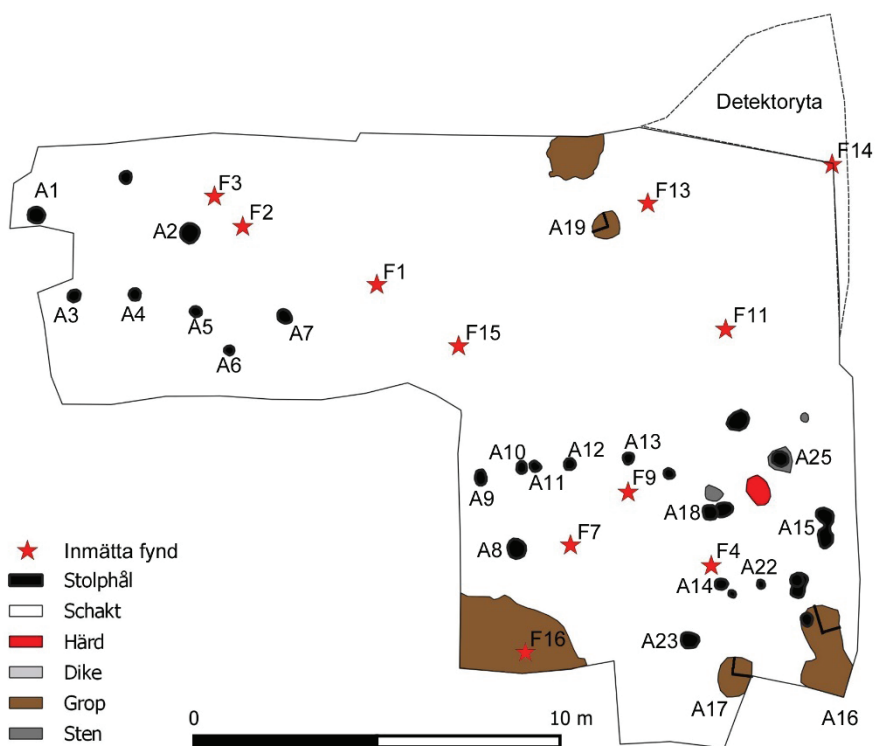 Detektoryta
F14
A1
F3
F2
F13
A2
A19
F1
A3
A4
A5
A7
A6
F15
F11
A10
A12
A13
A25
A11
A9
F9
A18
A15
A8
F7
F4
A22
A14
A23
F16
A17
A16
Inmätta fynd
Stolphål
Schakt
Härd
Dike
Grop
Sten
0 10 m